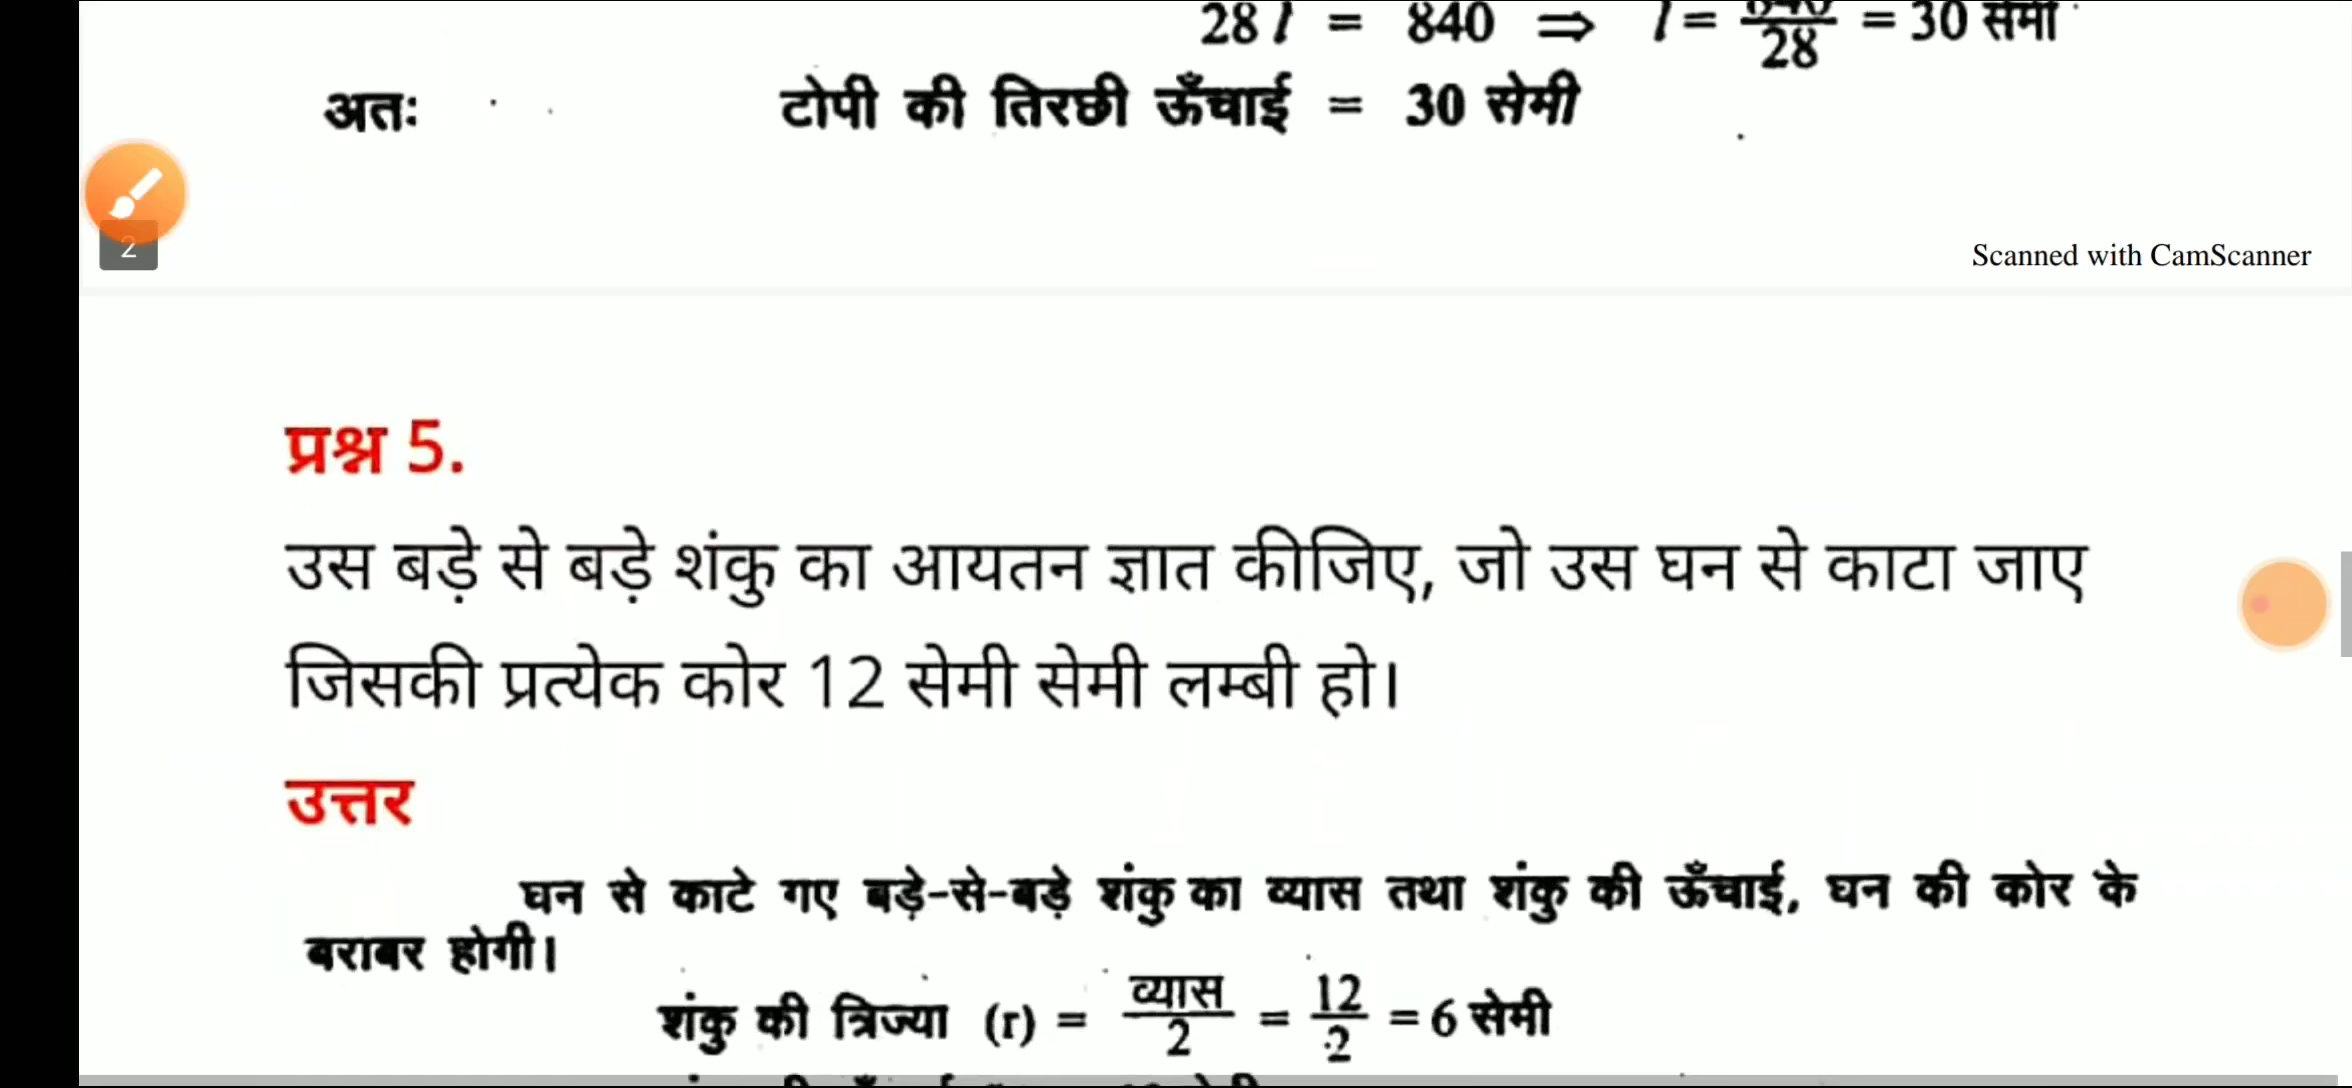 28 l = 840 ⇒ l = 840/28 = 30 सेमी
अतः टोपी की तिरछी ऊँचाई = 30 सेमी
2
Scanned with CamScanner
प्रश्न 5.
उस बड़े से बड़े शंकु का आयतन ज्ञात कीजिए, जो उस घन से काटा जाए
जिसकी प्रत्येक कोर 12 सेमी सेमी लम्बी हो।
उत्तर
घन से काटे गए बड़े-से-बड़े शंकु का व्यास तथा शंकु की ऊँचाई, घन की कोर के
बराबर होगी।
शंकु की त्रिज्या (r) = व्यास/2 = 12/2 = 6 सेमी